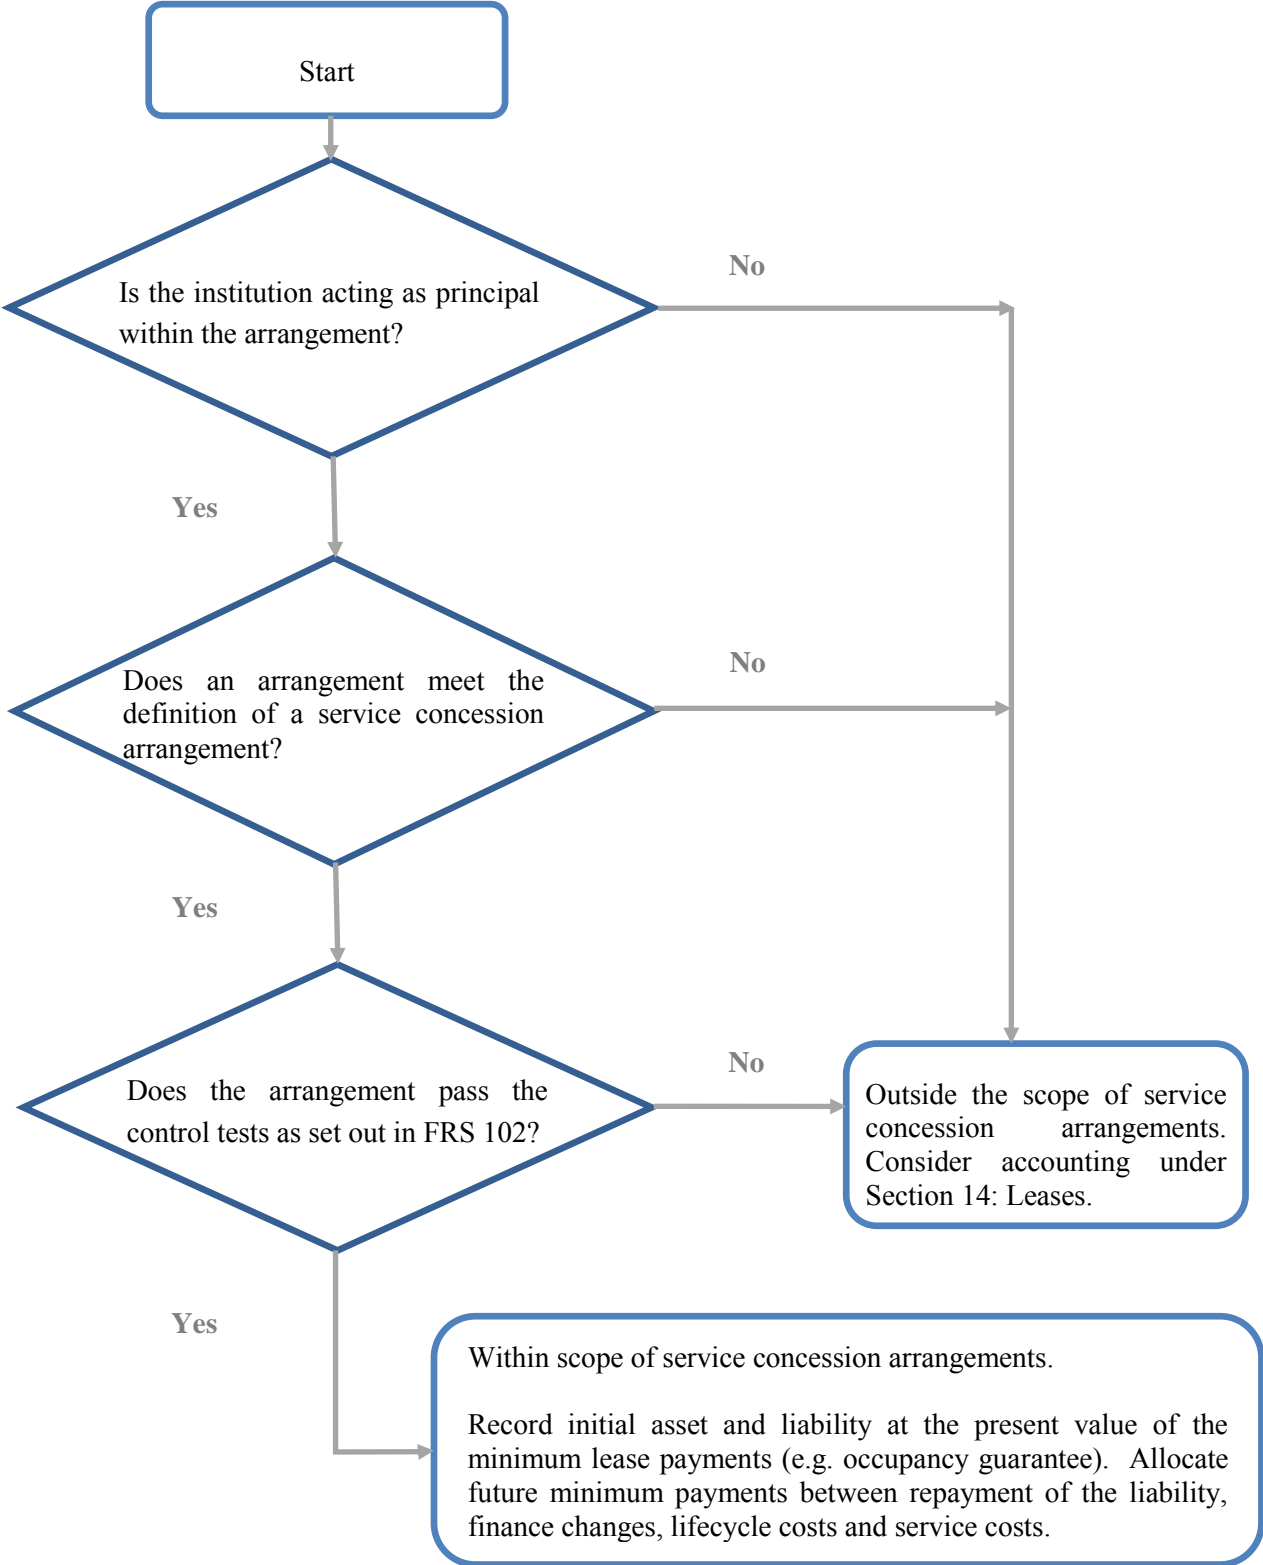 Start
No
Is the institution acting as principal
within the arrangement?
Yes
No
Does an arrangement meet the
definition of a service concession
arrangement?
Yes
No
Does the arrangement pass the
control tests as set out in FRS 102?
Outside the scope of service
concession arrangements.
Consider accounting under
Section 14: Leases.
Yes
Within scope of service concession arrangements.
Record initial asset and liability at the present value of the
minimum lease payments (e.g. occupancy guarantee). Allocate
future minimum payments between repayment of the liability,
finance changes, lifecycle costs and service costs.